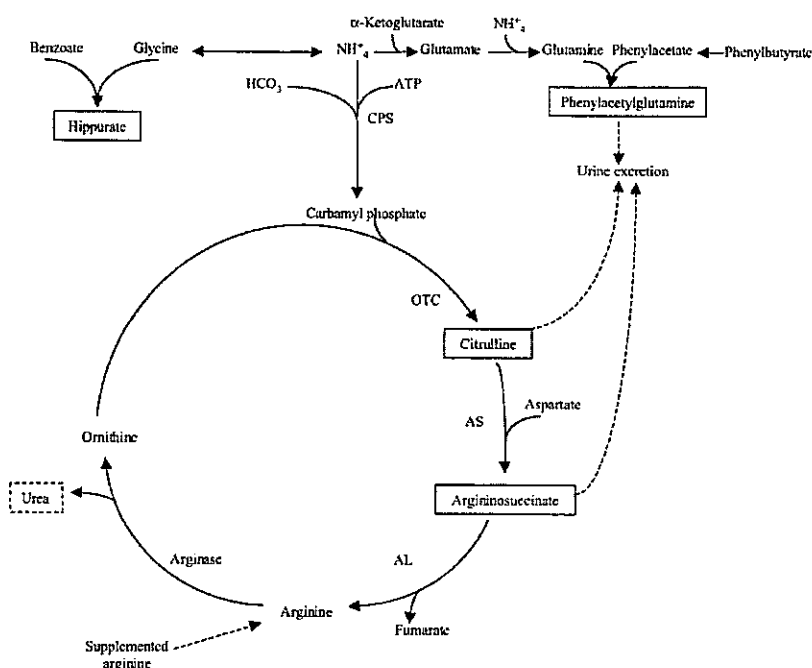 α-Ketoglutarate
NH⁺₄
Benzoate Glycine NH⁺₄ Glutamate Glutamine Phenylacetate Phenylbutyrate
HCO₃ ATP
Hippurate CPS Phenylacetylglutamine
Urine excretion
Carbamyl phosphate
OTC
Citrulline
AS Aspartate
Ornithine
Urea Argininosuccinate
Arginase AL
Arginine
Fumarate
Supplemented
arginine